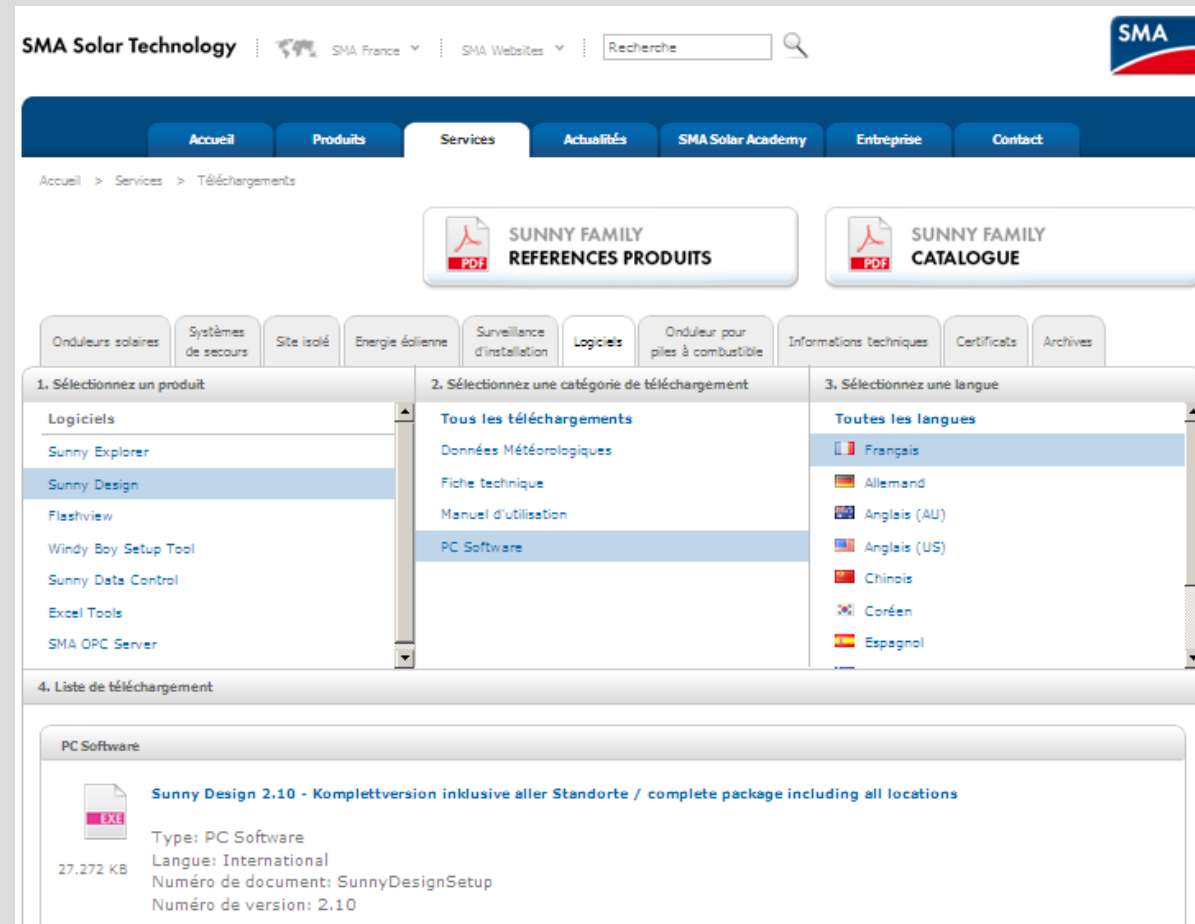 SMA Solar Technology
SMA France
SMA Websites
Recherche
SMA
Accueil
Produits
Services
Actualités
SMA Solar Academy
Entreprise
Contact
Accueil > Services > Téléchargements
SUNNY FAMILY
REFERENCES PRODUITS
PDF
SUNNY FAMILY
CATALOGUE
PDF
Onduleurs solaires
Systèmes
de secours
Site isolé
Energie éolienne
Surveillance
d'installation
Logiciels
Onduleur pour
piles à combustible
Informations techniques
Certificats
Archives
1. Sélectionnez un produit
Logiciels
Sunny Explorer
Sunny Design
Flashview
Windy Boy Setup Tool
Sunny Data Control
Excel Tools
SMA OPC Server
2. Sélectionnez une catégorie de téléchargement
Tous les téléchargements
Données Météorologiques
Fiche technique
Manuel d'utilisation
PC Software
3. Sélectionnez une langue
Toutes les langues
Français
Allemand
Anglais (AU)
Anglais (US)
Chinois
Coréen
Espagnol
4. Liste de téléchargement
PC Software
EXE
27.272 KB
Sunny Design 2.10 - Komplettversion inklusive aller Standorte / complete package including all locations
Type: PC Software
Langue: International
Numéro de document: SunnyDesignSetup
Numéro de version: 2.10